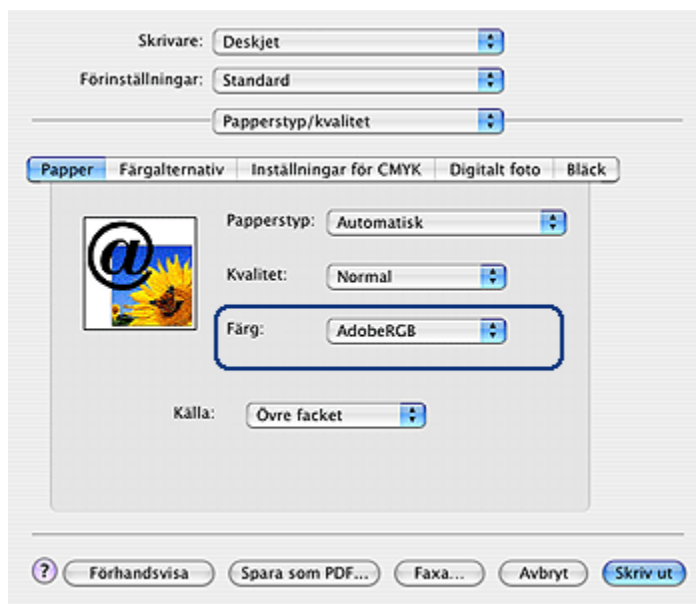 Skrivare: Deskjet
Förinställningar: Standard
Papperstyp/kvalitet
Papper Färgalternativ Inställningar för CMYK Digitalt foto Bläck
@
Papperstyp: Automatisk
Kvalitet: Normal
Färg: AdobeRGB
Källa: Övre facket
? Förhandsvisa Spara som PDF... Faxa... Avbryt Skriv ut